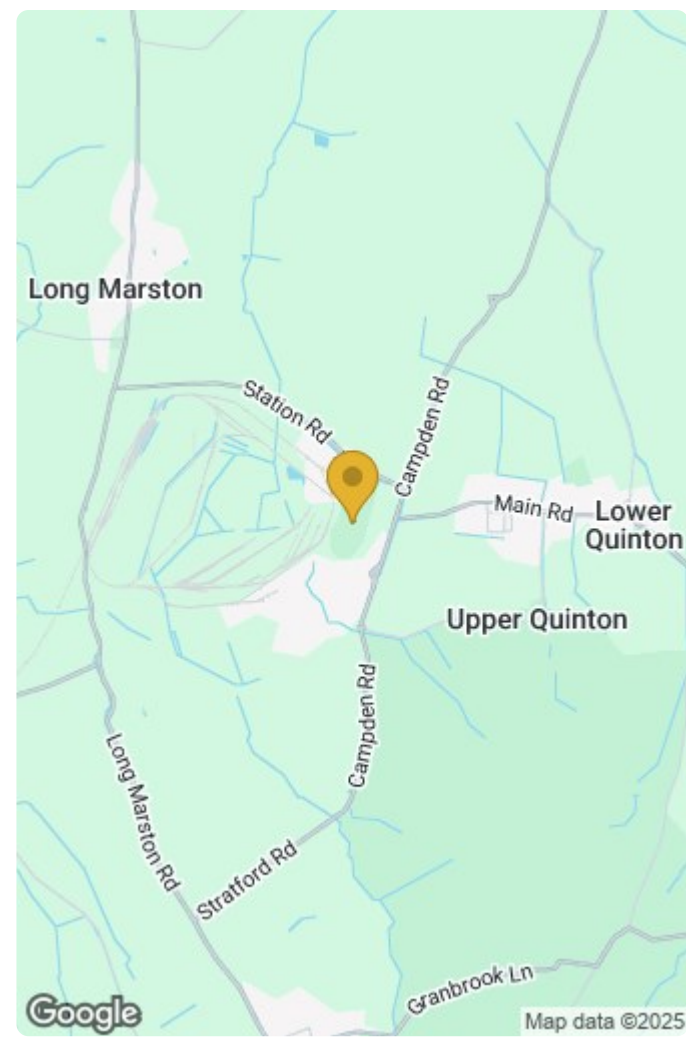 Long Marston
Station Rd
Campden Rd
Main Rd
Lower
Quinton
Upper Quinton
Campden Rd
Long Marston Rd
Stratford Rd
Granbrook Ln
Google
Map data ©2025